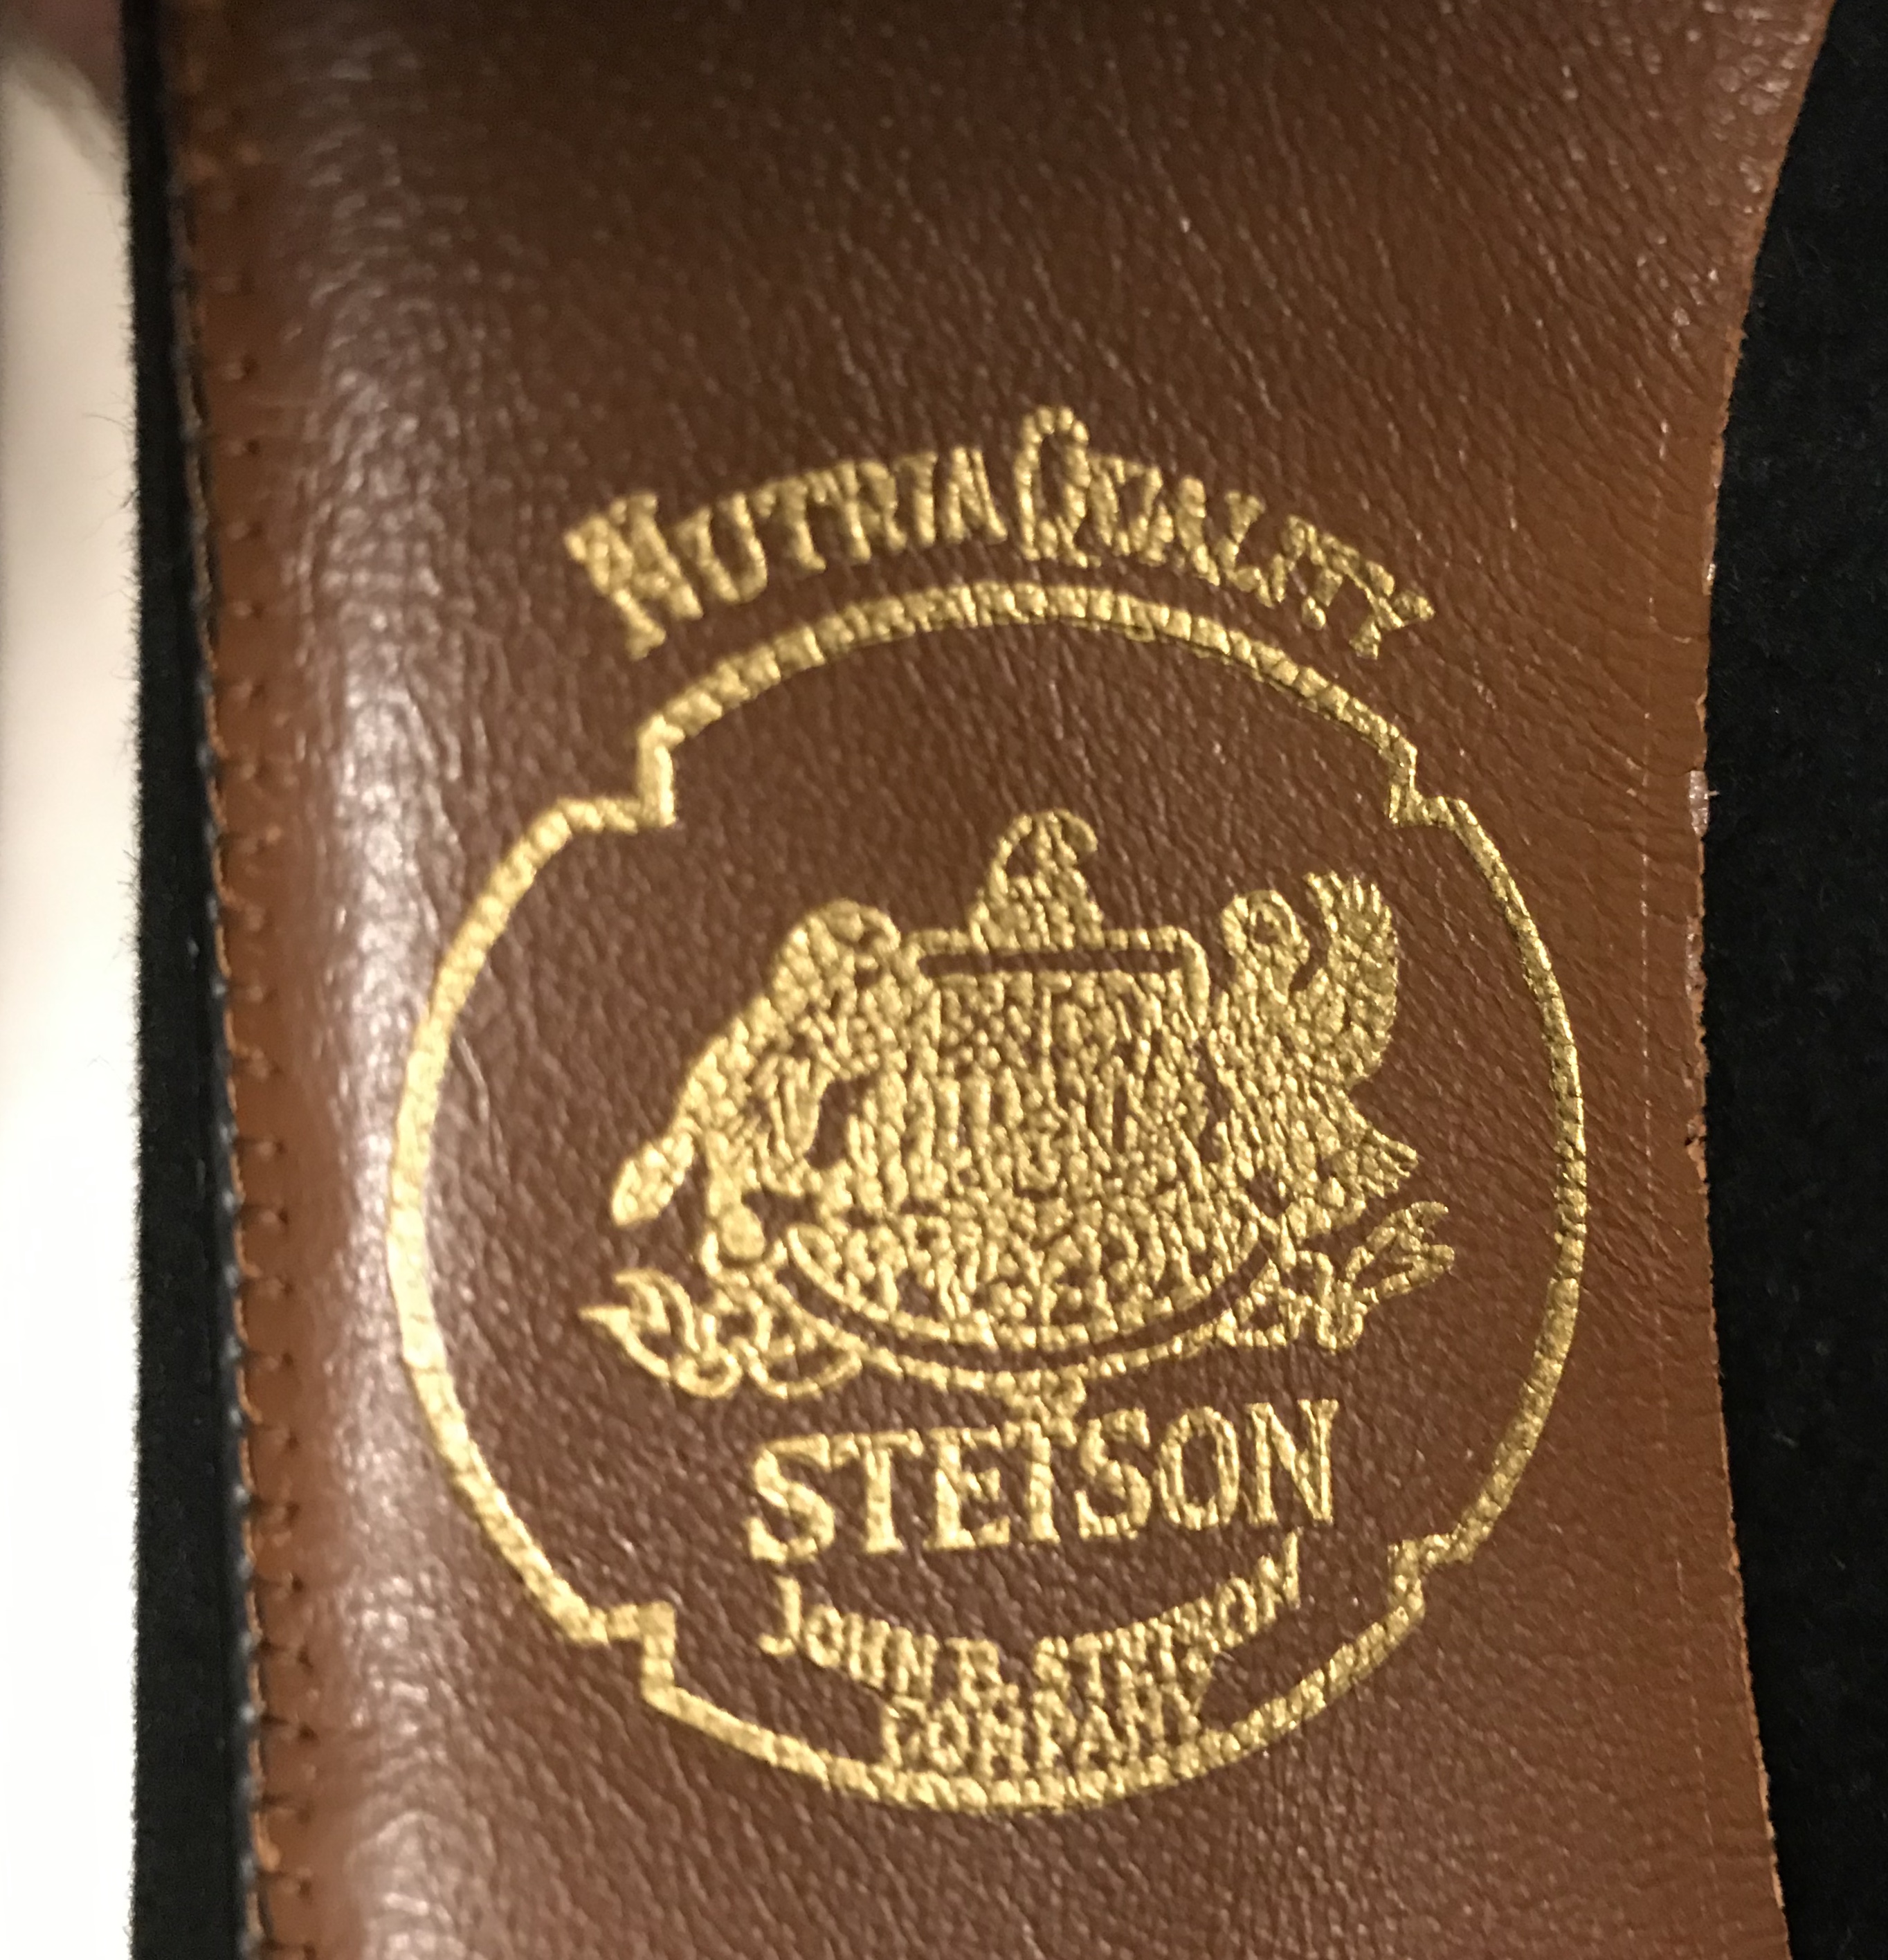 NUTRIA QUALITY
STETSON
JOHN B. STETSON
COMPANY